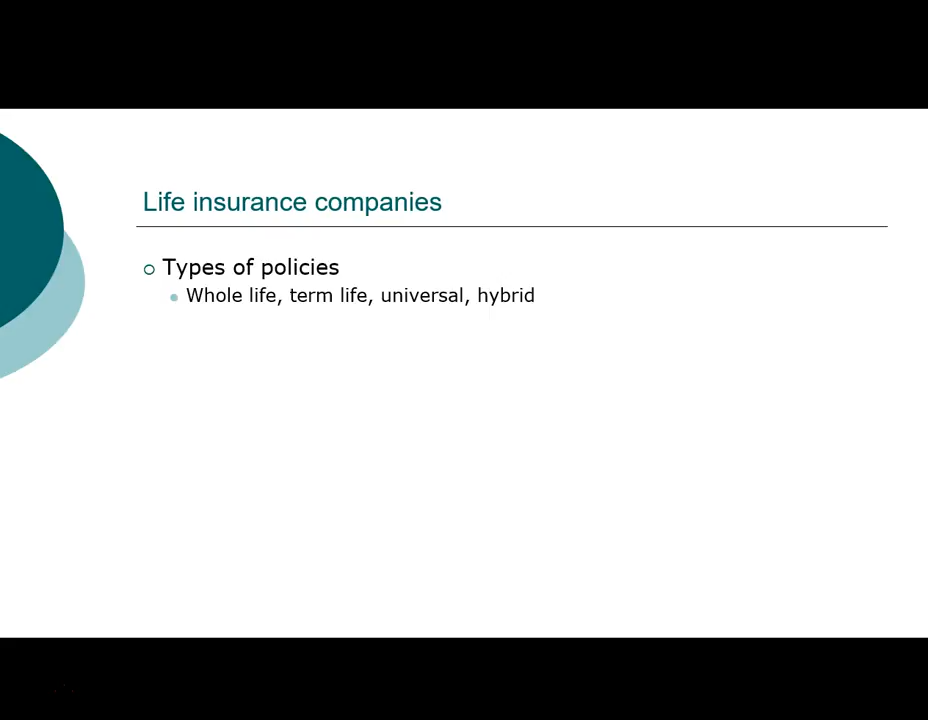 Life insurance companies
Types of policies
Whole life, term life, universal, hybrid